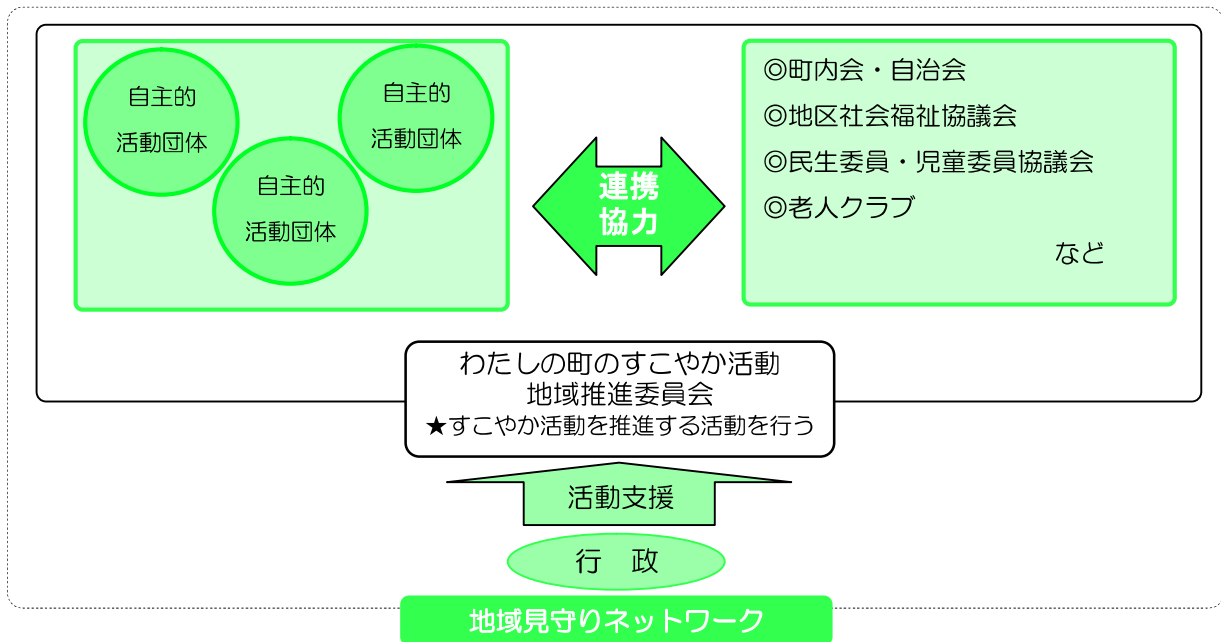 自主的
活動団体
自主的
活動団体
自主的
活動団体
連携
協力
◎町内会・自治会
◎地区社会福祉協議会
◎民生委員・児童委員協議会
◎老人クラブ
など
わたしの町のすこやか活動
地域推進委員会
★すこやか活動を推進する活動を行う
活動支援
行　政
地域見守りネットワーク